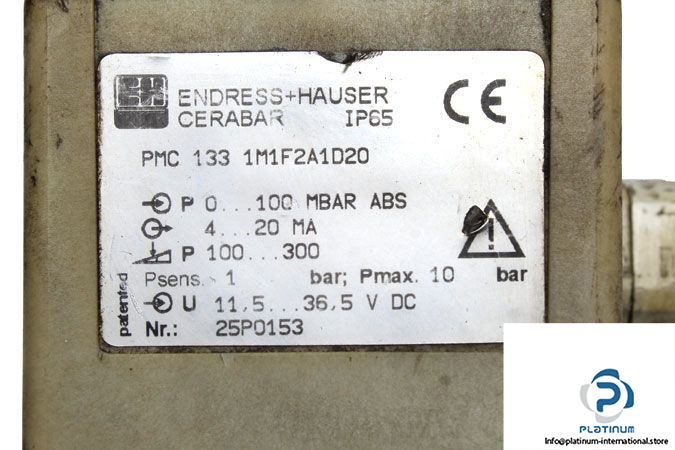 ENDRESS+HAUSER
CERABAR IP65
CE
PMC 133 1M1F2A1D20
P 0...100 MBAR ABS
4...20 MA
P 100...300
Psens. 1 bar; Pmax. 10 bar
U 11,5...36,5 V DC
Nr.: 25P0153
patented
PLATINUM
Info@platinum-international.store